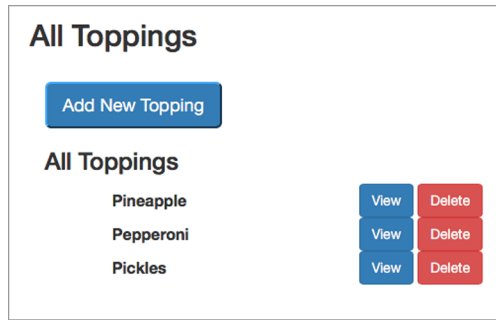 All Toppings
Add New Topping
All Toppings
Pineapple View Delete
Pepperoni View Delete
Pickles View Delete